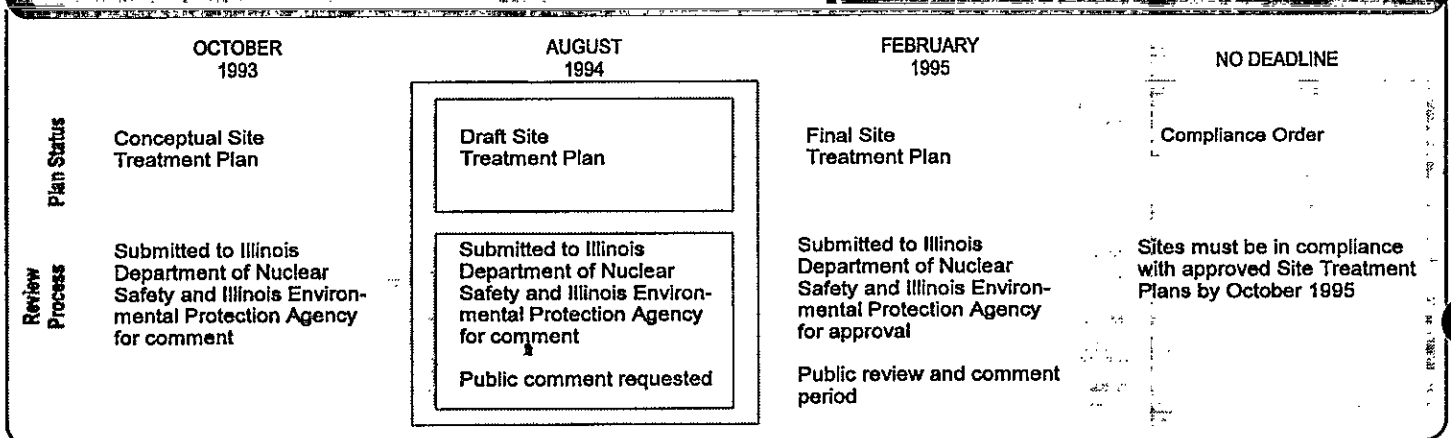 OCTOBER
1993
AUGUST
1994
FEBRUARY
1995
NO DEADLINE
Plan Status
Conceptual Site
Treatment Plan
Draft Site
Treatment Plan
Final Site
Treatment Plan
Compliance Order
Review
Process
Submitted to Illinois
Department of Nuclear
Safety and Illinois Environ-
mental Protection Agency
for comment
Submitted to Illinois
Department of Nuclear
Safety and Illinois Environ-
mental Protection Agency
for comment
Public comment requested
Submitted to Illinois
Department of Nuclear
Safety and Illinois Environ-
mental Protection Agency
for approval
Public review and comment
period
Sites must be in compliance
with approved Site Treatment
Plans by October 1995